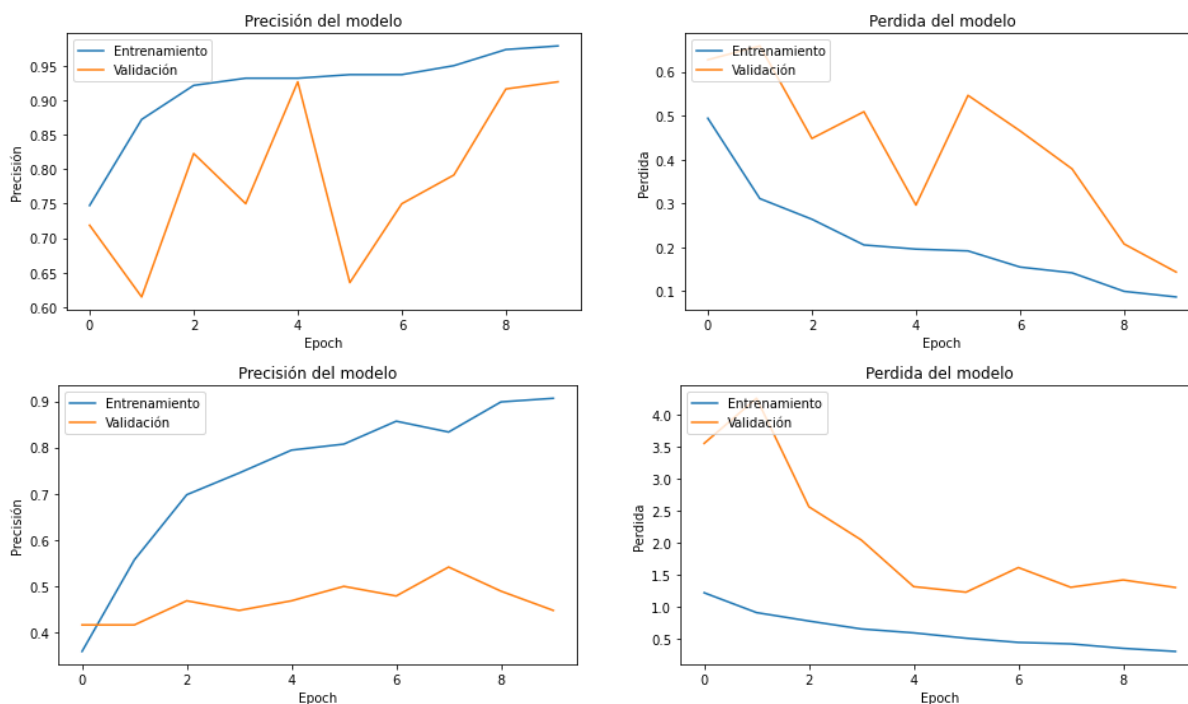 Precisión del modelo
Entrenamiento
Validación
0.95
0.90
0.85
0.80
0.75
0.70
0.65
0.60
Precisión
0 2 4 6 8
Epoch
Perdida del modelo
Entrenamiento
Validación
0.6
0.5
0.4
0.3
0.2
0.1
Perdida
0 2 4 6 8
Epoch
Precisión del modelo
Entrenamiento
Validación
0.9
0.8
0.7
0.6
0.5
0.4
Precisión
0 2 4 6 8
Epoch
Perdida del modelo
Entrenamiento
Validación
4.0
3.5
3.0
2.5
2.0
1.5
1.0
0.5
Perdida
0 2 4 6 8
Epoch